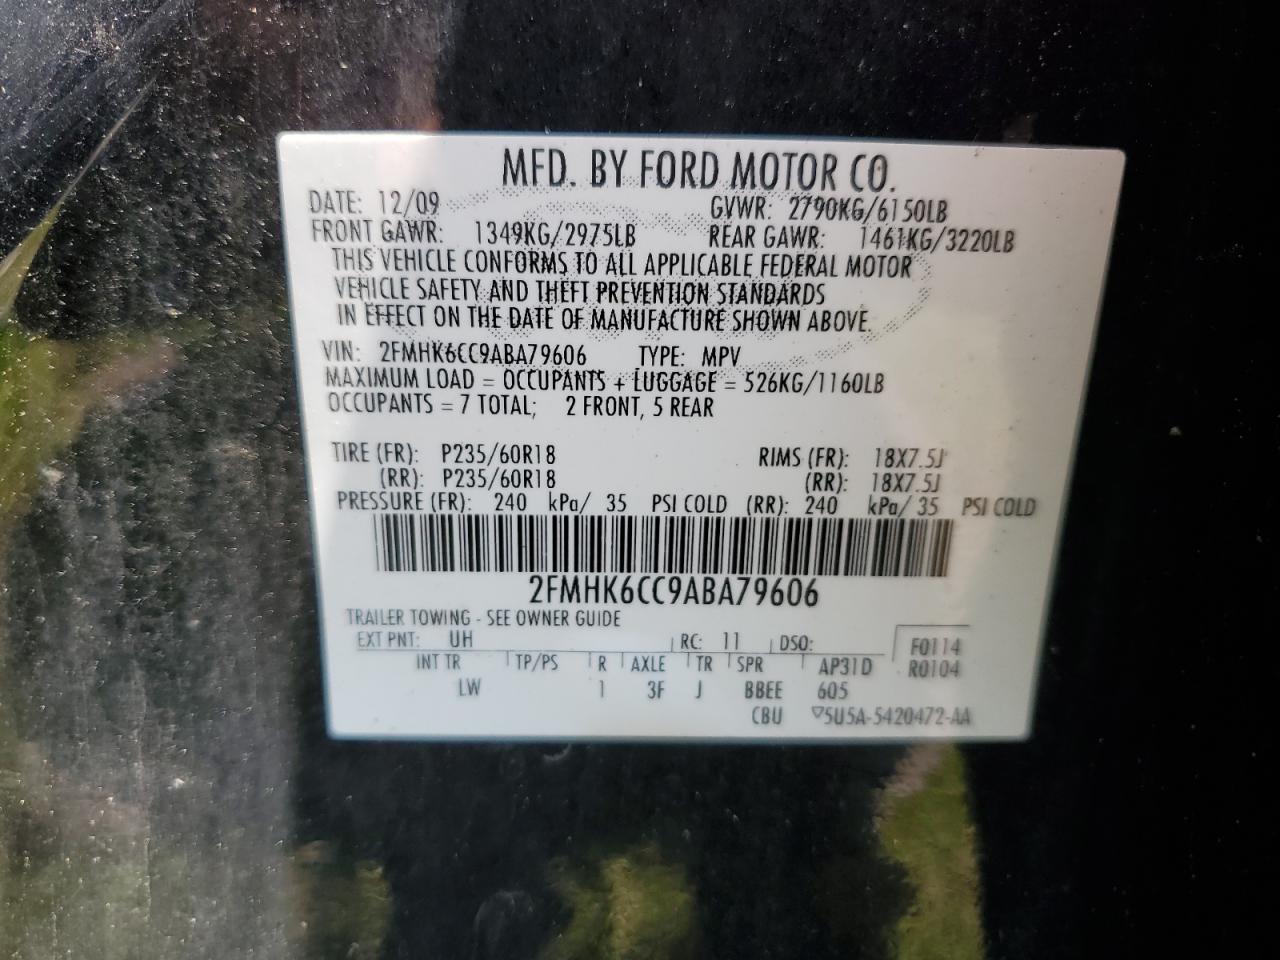 MFD. BY FORD MOTOR CO.
DATE: 12/09 GVWR: 2790KG/6150LB
FRONT GAWR: 1349KG/2975LB REAR GAWR: 1461KG/3220LB
THIS VEHICLE CONFORMS TO ALL APPLICABLE FEDERAL MOTOR
VEHICLE SAFETY AND THEFT PREVENTION STANDARDS
IN EFFECT ON THE DATE OF MANUFACTURE SHOWN ABOVE.
VIN: 2FMHK6CC9ABA79606 TYPE: MPV
MAXIMUM LOAD = OCCUPANTS + LUGGAGE = 526KG/1160LB
OCCUPANTS = 7 TOTAL; 2 FRONT, 5 REAR
TIRE (FR): P235/60R18 RIMS (FR): 18X7.5J
(RR): P235/60R18 (RR): 18X7.5J
PRESSURE (FR): 240 kPa/ 35 PSI COLD (RR): 240 kPa/ 35 PSI COLD
2FMHK6CC9ABA79606
TRAILER TOWING - SEE OWNER GUIDE
EXT PNT: UH RC: 11 DSO: F0114
INT TR TP/PS R AXLE TR SPR AP31D R0104
LW 1 3F J BBEE 605
CBU ▽5U5A-5420472-AA